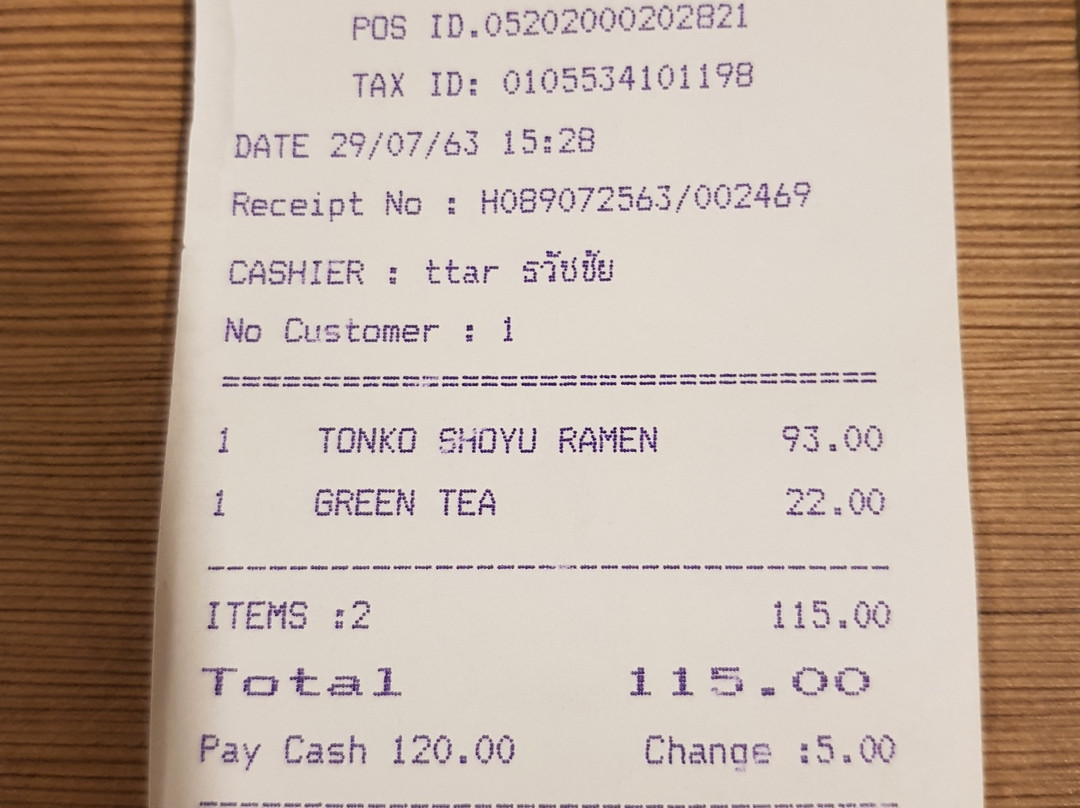 POS ID.05202000202821
TAX ID: 0105534101198
DATE 29/07/63 15:28
Receipt No : H089072563/002469
CASHIER : ttar ธวัชชัย
No Customer : 1
=================================
1 TONKO SHOYU RAMEN 93.00
1 GREEN TEA 22.00
----------------------------------
ITEMS :2 115.00
Total 115.00
Pay Cash 120.00 Change :5.00
----------------------------------